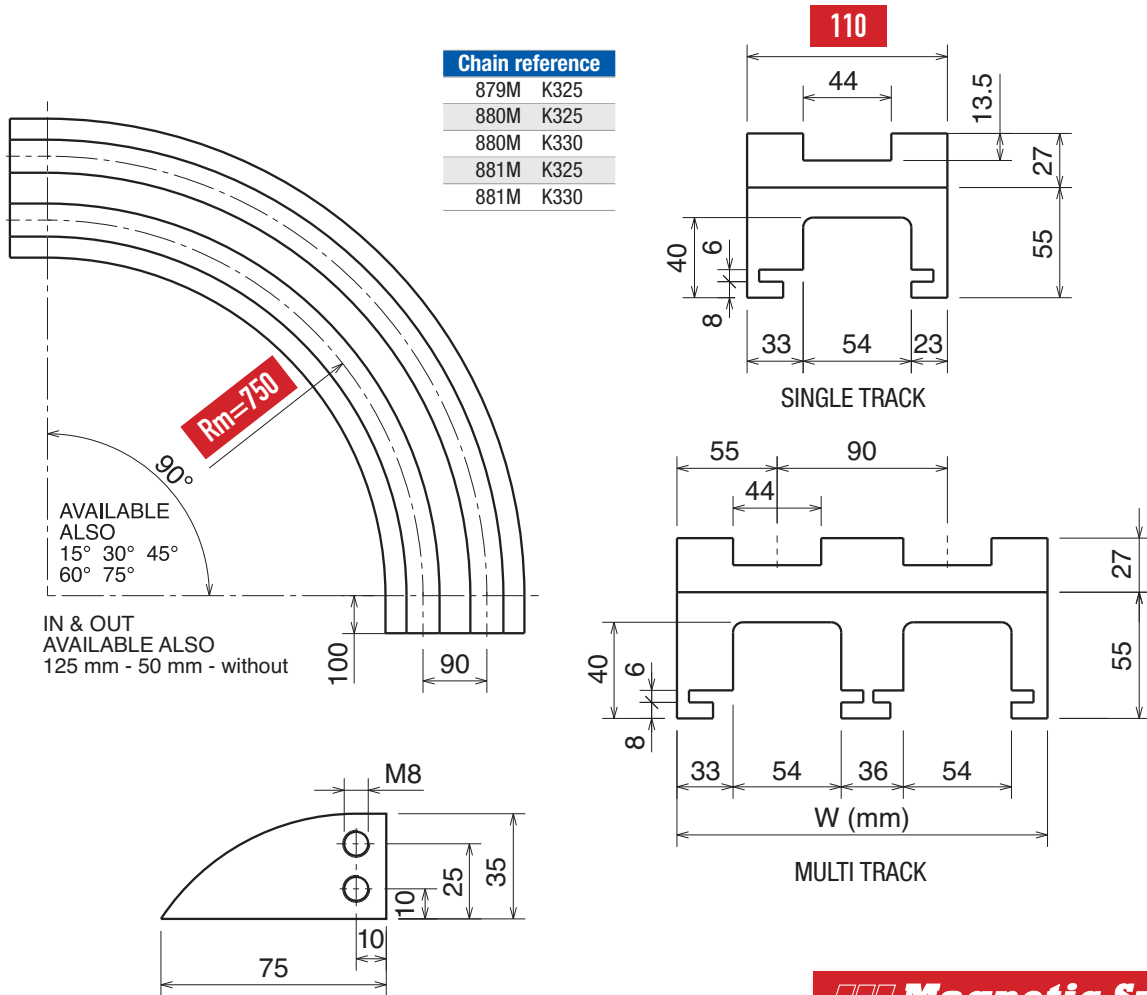 Chain reference
879M K325
880M K325
880M K330
881M K325
881M K330
Rm=750
90°
AVAILABLE
ALSO
15° 30° 45°
60° 75°
IN & OUT
AVAILABLE ALSO
125 mm - 50 mm - without
100
90
110
44
13.5
27
55
40
6
8
33
54
23
SINGLE TRACK
55
90
44
27
55
40
6
8
33
54
36
54
W (mm)
MULTI TRACK
M8
35
25
10
10
75
Magnetic